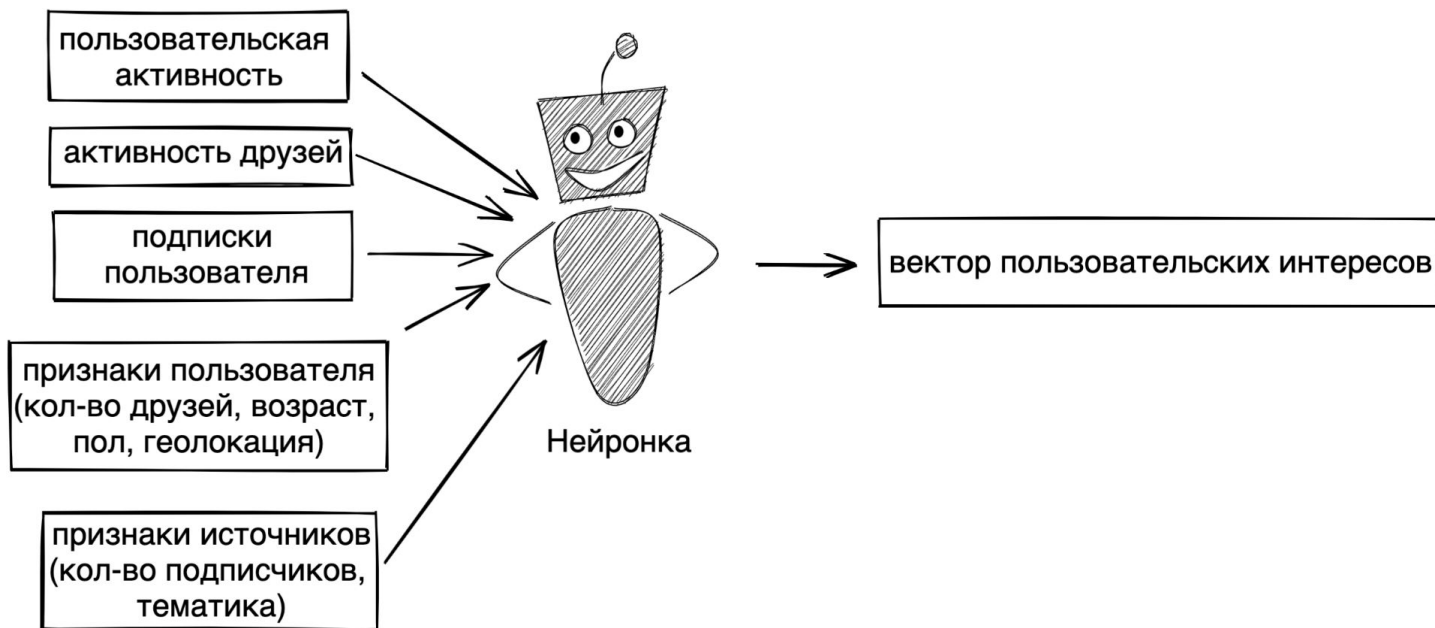 пользовательская
активность
активность друзей
подписки
пользователя
признаки пользователя
(кол-во друзей, возраст,
пол, геолокация)
признаки источников
(кол-во подписчиков,
тематика)
Нейронка
вектор пользовательских интересов